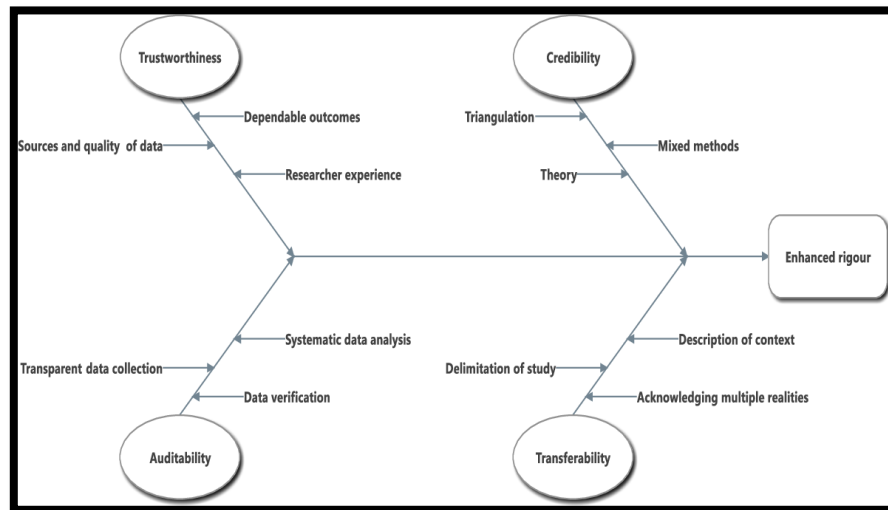 Trustworthiness
Credibility
Dependable outcomes
Triangulation
Sources and quality of data
Mixed methods
Researcher experience
Theory
Enhanced rigour
Systematic data analysis
Description of context
Transparent data collection
Delimitation of study
Data verification
Acknowledging multiple realities
Auditability
Transferability